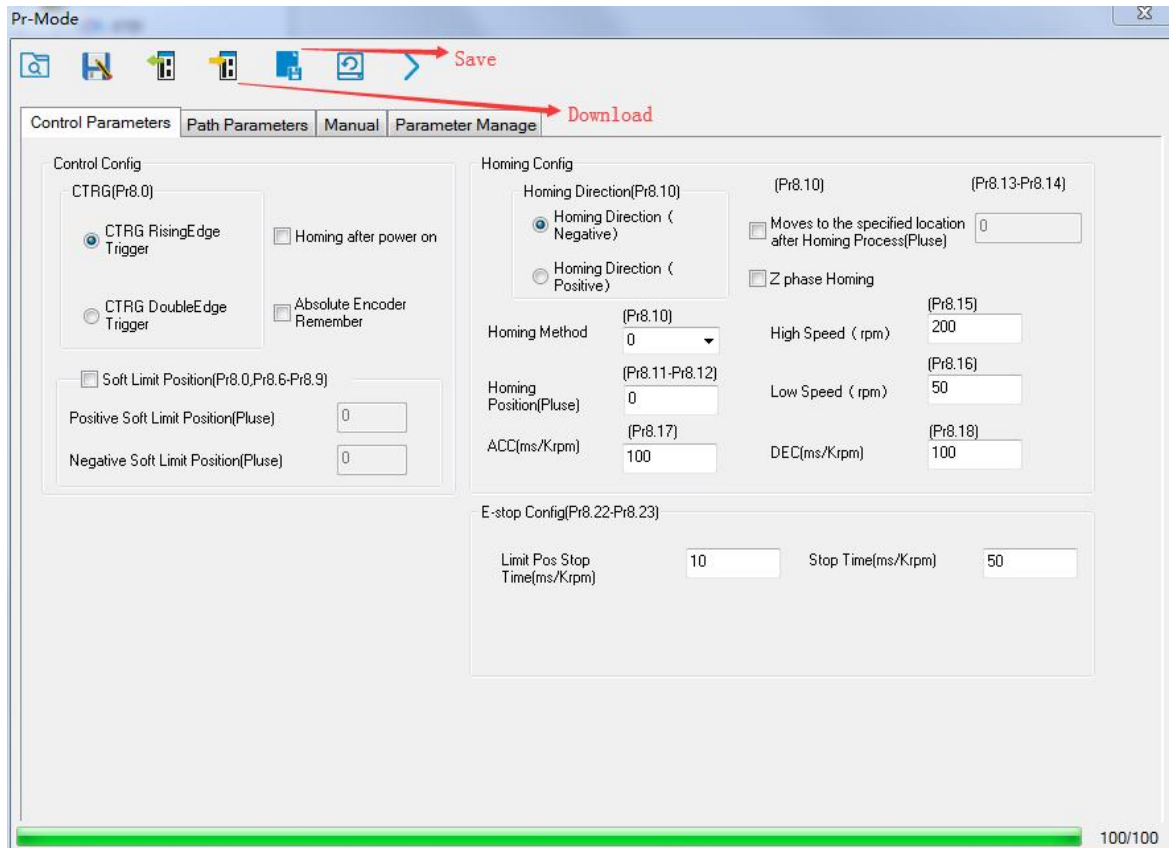 Pr-Mode
Save
Download
Control Parameters
Path Parameters
Manual
Parameter Manage
Control Config
CTRG(Pr8.0)
CTRG RisingEdge
Trigger
Homing after power on
CTRG DoubleEdge
Trigger
Absolute Encoder
Remember
Soft Limit Position(Pr8.0,Pr8.6-Pr8.9)
Positive Soft Limit Position(Pluse)
0
Negative Soft Limit Position(Pluse)
0
Homing Config
Homing Direction(Pr8.10)
Homing Direction (
Negative)
Homing Direction (
Positive)
(Pr8.10)
(Pr8.13-Pr8.14)
Moves to the specified location
after Homing Process(Pluse)
0
Z phase Homing
Homing Method
(Pr8.10)
0
High Speed (rpm)
(Pr8.15)
200
Homing
Position(Pluse)
(Pr8.11-Pr8.12)
0
Low Speed (rpm)
(Pr8.16)
50
ACC(ms/Krpm)
(Pr8.17)
100
DEC(ms/Krpm)
(Pr8.18)
100
E-stop Config(Pr8.22-Pr8.23)
Limit Pos Stop
Time(ms/Krpm)
10
Stop Time(ms/Krpm)
50
100/100